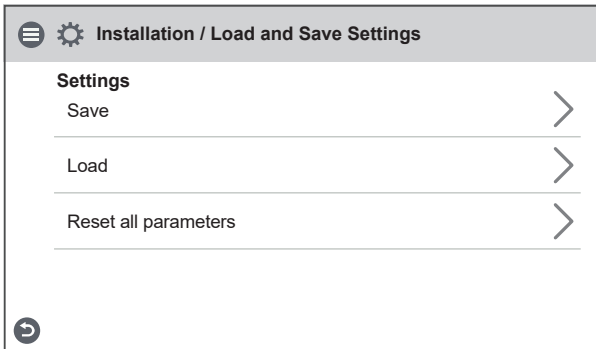 Installation / Load and Save Settings
Settings
Save
Load
Reset all parameters